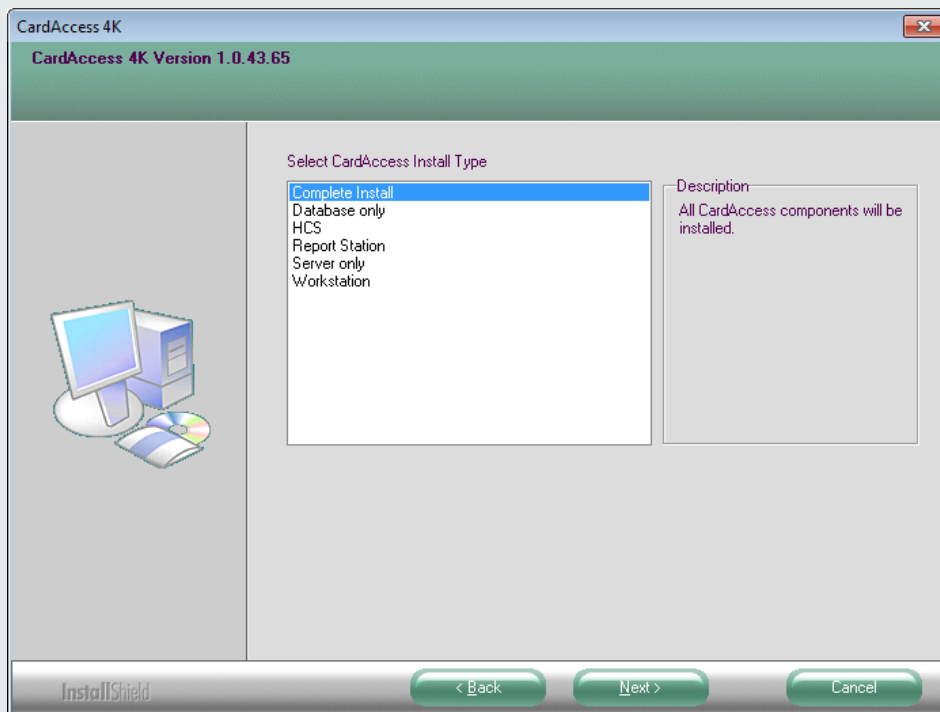 CardAccess 4K
CardAccess 4K Version 1.0.43.65
Select CardAccess Install Type
Complete Install
Database only
HCS
Report Station
Server only
Workstation
Description
All CardAccess components will be
installed.
InstallShield
< Back
Next >
Cancel